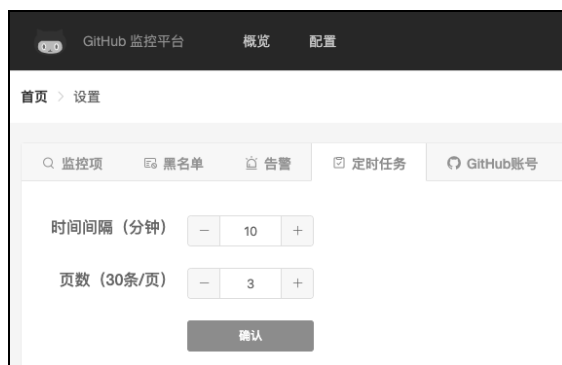 GitHub 监控平台 概览 配置
首页 > 设置
监控项 黑名单 告警 定时任务 GitHub账号
时间间隔（分钟） － 10 +
页数（30条/页） － 3 +
确认